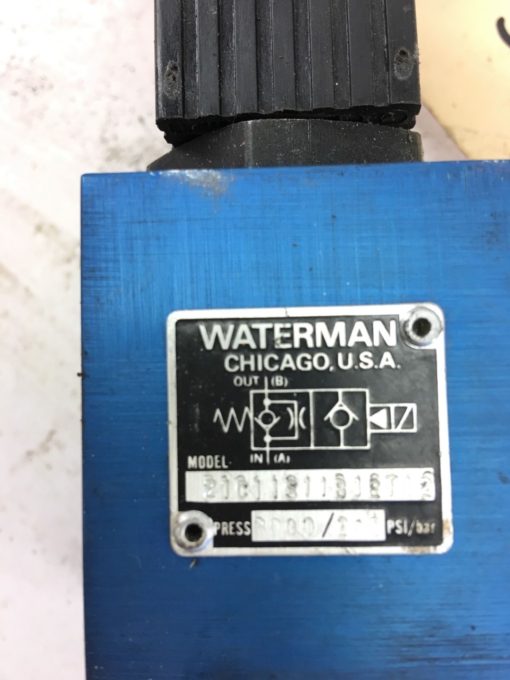 WATERMAN
CHICAGO, U.S.A.
OUT (B)
IN (A)
MODEL
PRESS PSI/bar